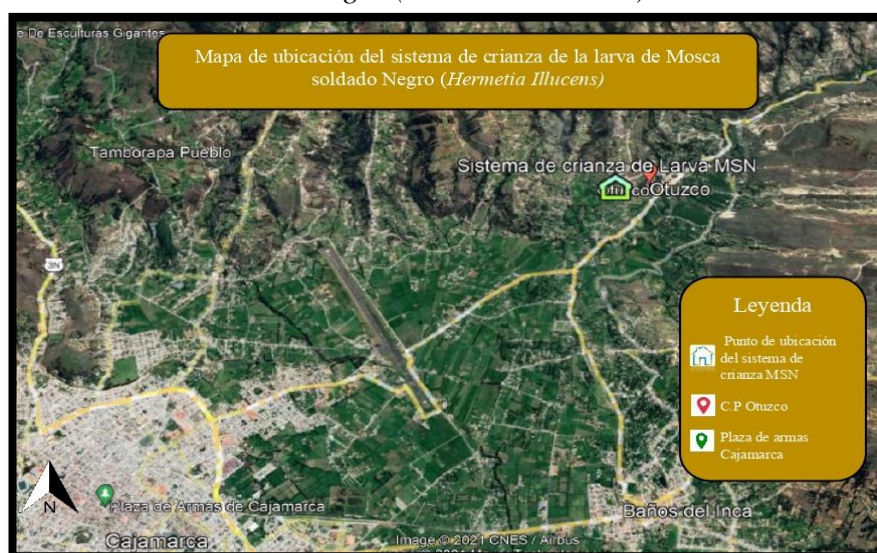 e De Esculturas Gigantes
Mapa de ubicación del sistema de crianza de la larva de Mosca
soldado Negro (Hermetia Illucens)
Tamborapa Pueblo
Sistema de crianza de Larva MSN
Otuzco
3N
Leyenda
Punto de ubicación
del sistema de
crianza MSN
C.P Otuzco
Plaza de armas
Cajamarca
N
Plaza de Armas de Cajamarca
Baños del Inca
Cajamarca
Image © 2021 CNES / Airbus